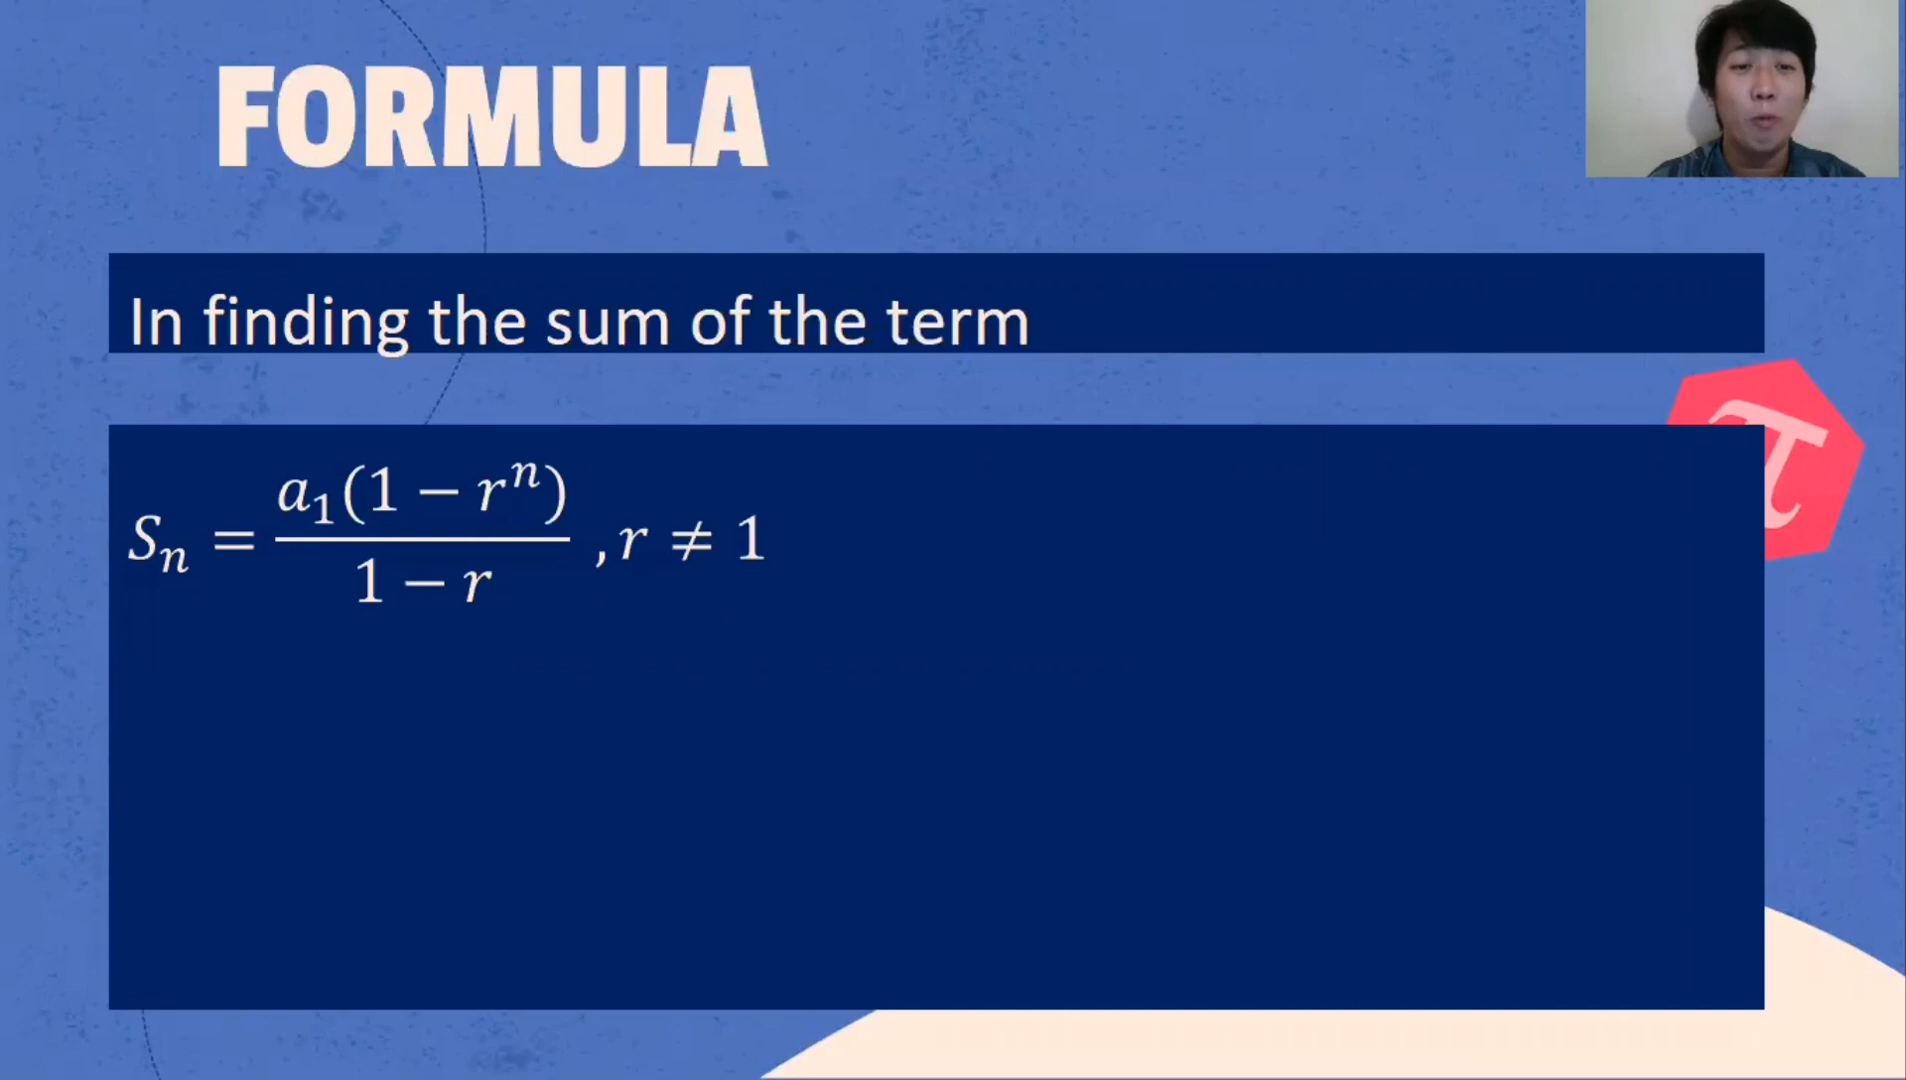 FORMULA
In finding the sum of the term
π
Sₙ = a₁(1 − rⁿ) / 1 − r , r ≠ 1